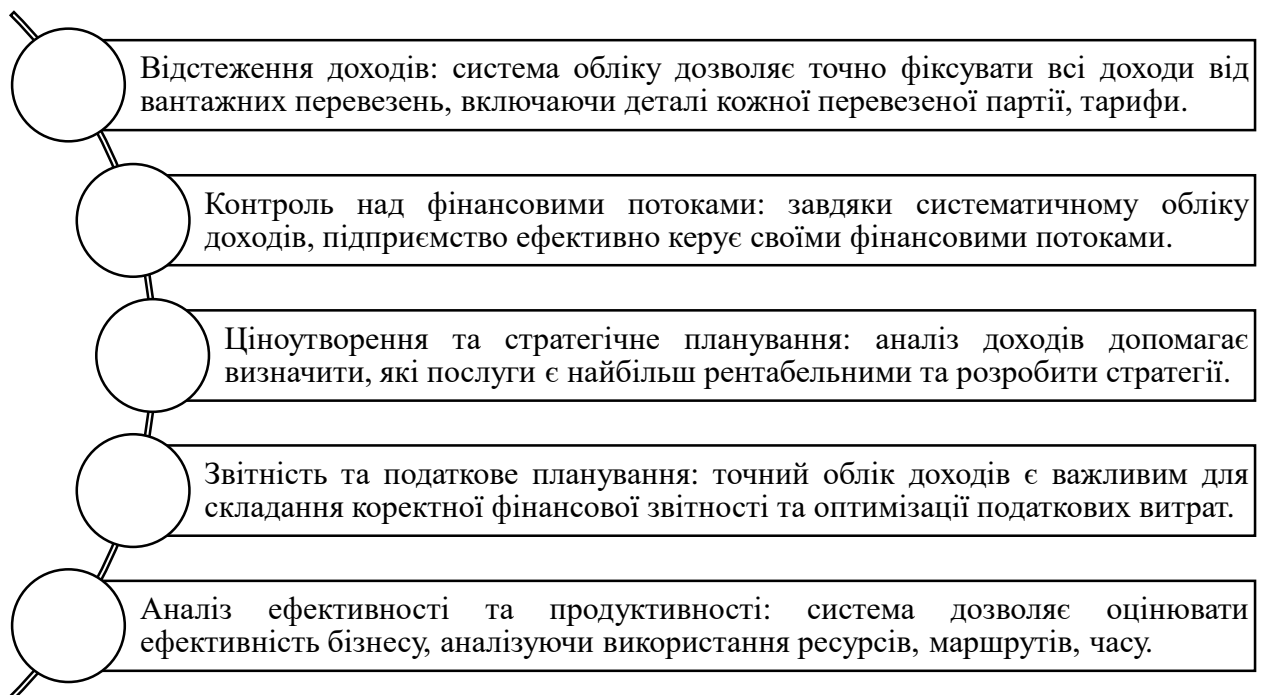 Відстеження доходів: система обліку дозволяє точно фіксувати всі доходи від
вантажних перевезень, включаючи деталі кожної перевезеної партії, тарифи.
Контроль над фінансовими потоками: завдяки систематичному обліку
доходів, підприємство ефективно керує своїми фінансовими потоками.
Ціноутворення та стратегічне планування: аналіз доходів допомагає
визначити, які послуги є найбільш рентабельними та розробити стратегії.
Звітність та податкове планування: точний облік доходів є важливим для
складання коректної фінансової звітності та оптимізації податкових витрат.
Аналіз ефективності та продуктивності: система дозволяє оцінювати
ефективність бізнесу, аналізуючи використання ресурсів, маршрутів, часу.